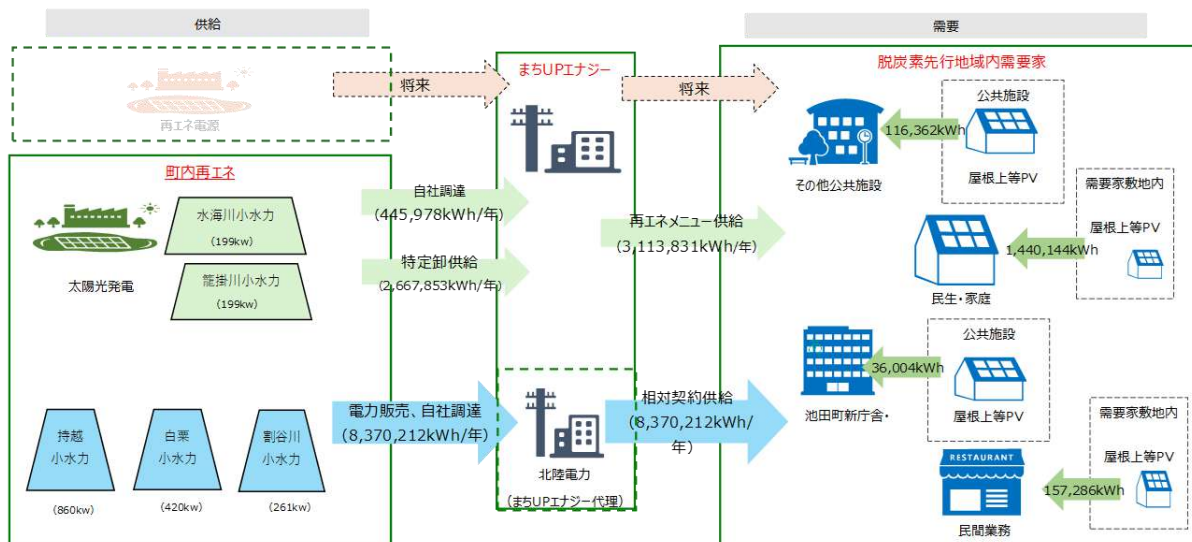 供給
需要
再エネ電源
将来
まちUPエナジー
将来
脱炭素先行地域内需要家
公共施設
116,362kWh
屋根上等PV
その他公共施設
町内再エネ
太陽光発電
水海川小水力
(199kw)
籠掛川小水力
(199kw)
自社調達
(445,978kWh/年)
特定卸供給
(2,667,853kWh/年)
再エネメニュー供給
(3,113,831kWh/年)
需要家敷地内
屋根上等PV
1,440,144kWh
民生・家庭
公共施設
36,004kWh
屋根上等PV
池田町新庁舎・
持越
小水力
(860kw)
白粟
小水力
(420kw)
割谷川
小水力
(261kw)
電力販売、自社調達
(8,370,212kWh/年)
北陸電力
(まちUPエナジー代理)
相対契約供給
(8,370,212kWh/
年)
需要家敷地内
屋根上等PV
157,286kWh
RESTAURANT
民間業務